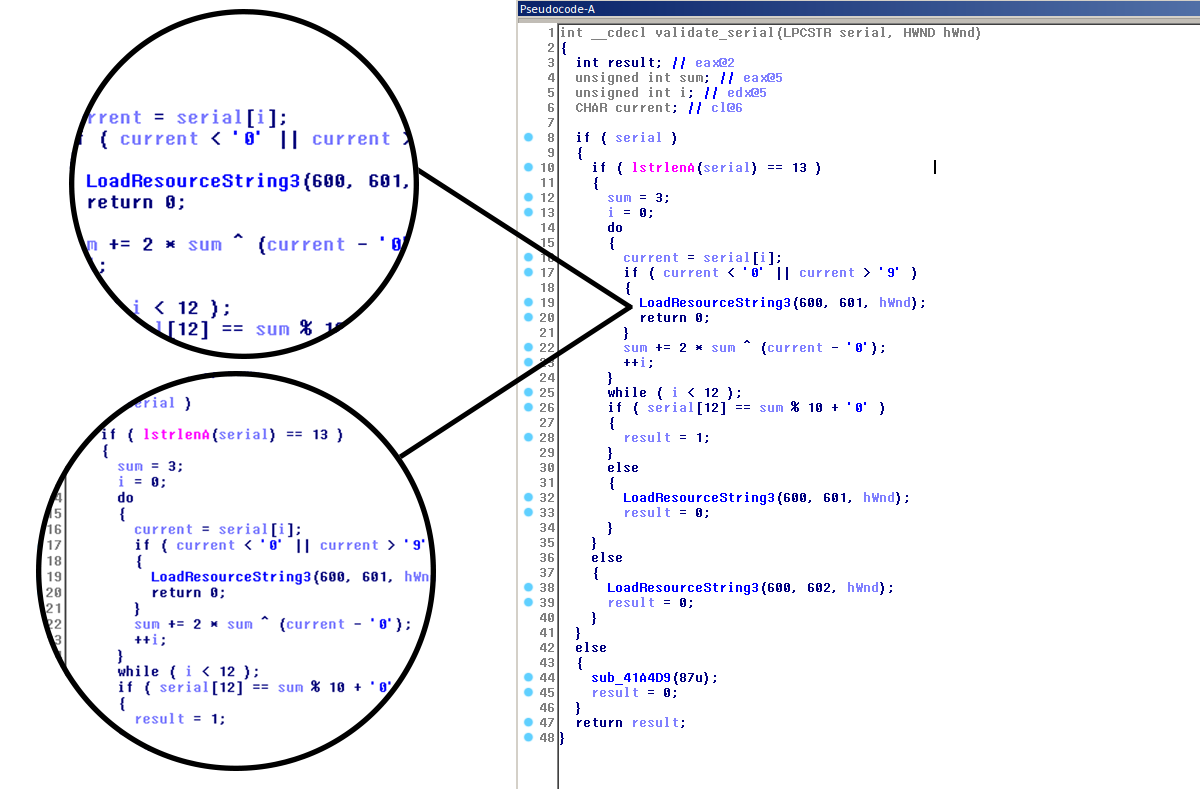 rrent = serial[i];
( current < '0' || current >
LoadResourceString3(600, 601,
return 0;
m += 2 * sum ^ (current - '0'
;
i < 12 );
l[12] == sum % 10
erial )
if ( lstrlenA(serial) == 13 )
{
sum = 3;
i = 0;
4 do
15 {
16 current = serial[i];
17 if ( current < '0' || current > '9'
18 {
19 LoadResourceString3(600, 601, hWn
20 return 0;
21 }
22 sum += 2 * sum ^ (current - '0');
3 ++i;
}
while ( i < 12 );
if ( serial[12] == sum % 10 + '0'
{
result = 1;
Pseudocode-A
1 int __cdecl validate_serial(LPCSTR serial, HWND hWnd)
2 {
3 int result; // eax@2
4 unsigned int sum; // eax@5
5 unsigned int i; // edx@5
6 CHAR current; // cl@6
7
8 if ( serial )
9 {
10 if ( lstrlenA(serial) == 13 )
11 {
12 sum = 3;
13 i = 0;
14 do
15 {
16 current = serial[i];
17 if ( current < '0' || current > '9' )
18 {
19 LoadResourceString3(600, 601, hWnd);
20 return 0;
21 }
22 sum += 2 * sum ^ (current - '0');
23 ++i;
24 }
25 while ( i < 12 );
26 if ( serial[12] == sum % 10 + '0' )
27 {
28 result = 1;
29 }
30 else
31 {
32 LoadResourceString3(600, 601, hWnd);
33 result = 0;
34 }
35 }
36 else
37 {
38 LoadResourceString3(600, 602, hWnd);
39 result = 0;
40 }
41 }
42 else
43 {
44 sub_41A4D9(87u);
45 result = 0;
46 }
47 return result;
48 }